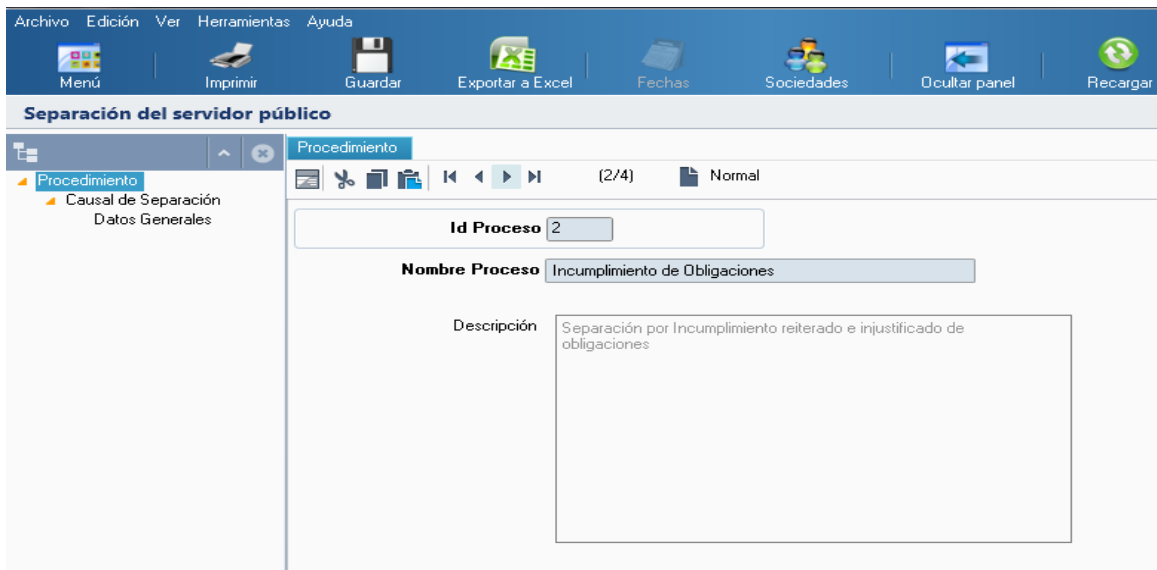 Archivo Edición Ver Herramientas Ayuda
Menú Imprimir Guardar Exportar a Excel Fechas Sociedades Ocultar panel Recargar
Separación del servidor público
Procedimiento
(2/4) Normal
Procedimiento
Causal de Separación
Datos Generales
Id Proceso 2
Nombre Proceso Incumplimiento de Obligaciones
Descripción Separación por Incumplimiento reiterado e injustificado de
obligaciones